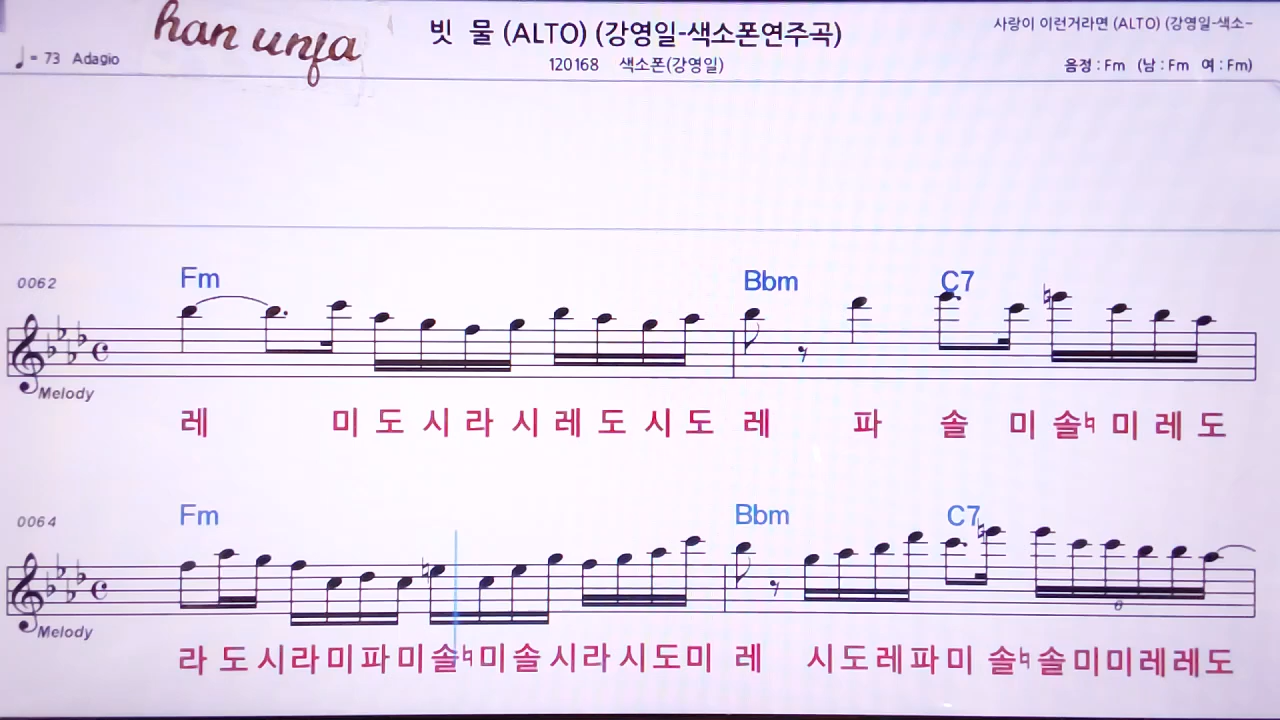 han unfa
빗 물 (ALTO) (강영일-색소폰연주곡)
사랑이 이런거라면 (ALTO) (강영일-색소-
♩= 73 Adagio
120168 색소폰(강영일)
음정 : Fm (남 : Fm 여 : Fm)
0062
Fm Bbm C7
Melody
레 미 도 시 라 시 레 도 시 도 레 파 솔 미 솔♮ 미 레 도
0064
Fm Bbm C7
6
Melody
라 도 시 라 미 파 미 솔♮ 미 솔 시 라 시 도 미 레 시 도 레 파 미 솔♮ 솔 미 미 레 레 도